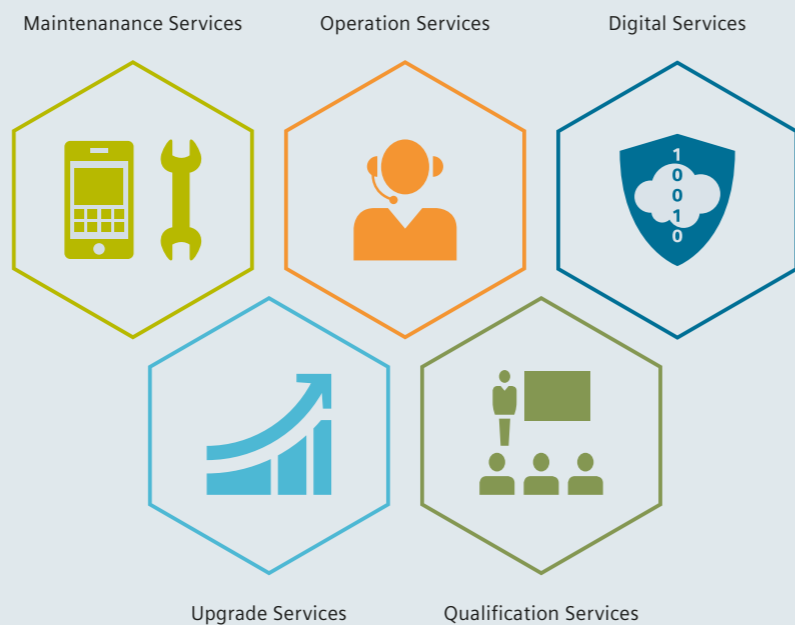 Maintenanance Services
Operation Services
Digital Services
1
0
0
1
0
Upgrade Services
Qualification Services